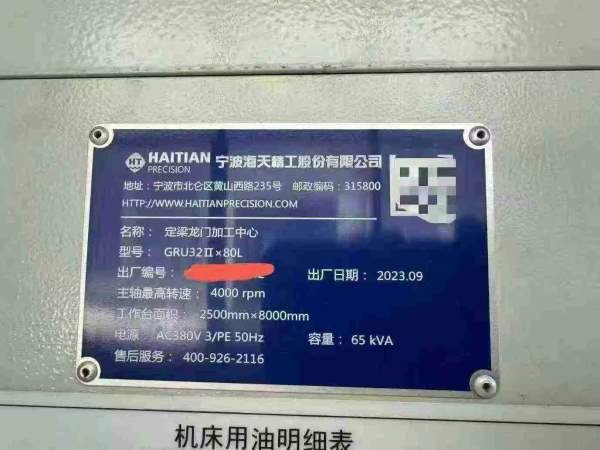 HT HAITIAN PRECISION 宁波海天精工股份有限公司
地址:宁波市北仑区黄山西路235号 邮政编码:315800
HTTP://WWW.HAITIANPRECISION.COM
名称: 定梁龙门加工中心
型号: GRU32Ⅱ×80L
出厂编号: 出厂日期: 2023.09
主轴最高转速: 4000 rpm
工作台面积: 2500mm×8000mm
电源: AC380V 3/PE 50Hz 容量: 65 kVA
售后服务: 400-926-2116
机床用油明细表